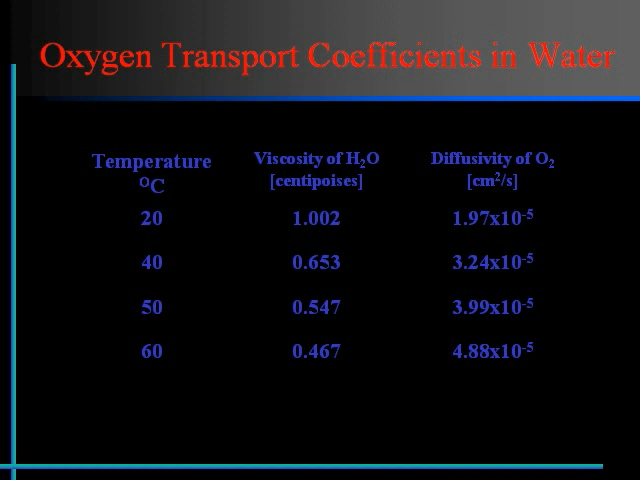 Oxygen Transport Coefficients in Water
Temperature Viscosity of H₂O Diffusivity of O₂
ᴼC [centipoises] [cm²/s]
20 1.002 1.97x10⁻⁵
40 0.653 3.24x10⁻⁵
50 0.547 3.99x10⁻⁵
60 0.467 4.88x10⁻⁵